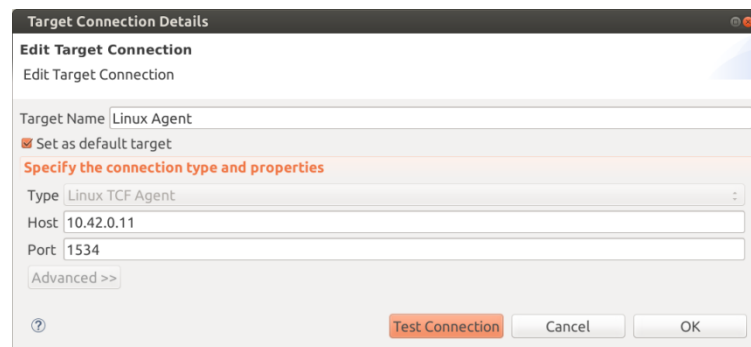 Target Connection Details
Edit Target Connection
Edit Target Connection
Target Name Linux Agent
Set as default target
Specify the connection type and properties
Type Linux TCF Agent
Host 10.42.0.11
Port 1534
Advanced >>
? Test Connection Cancel OK